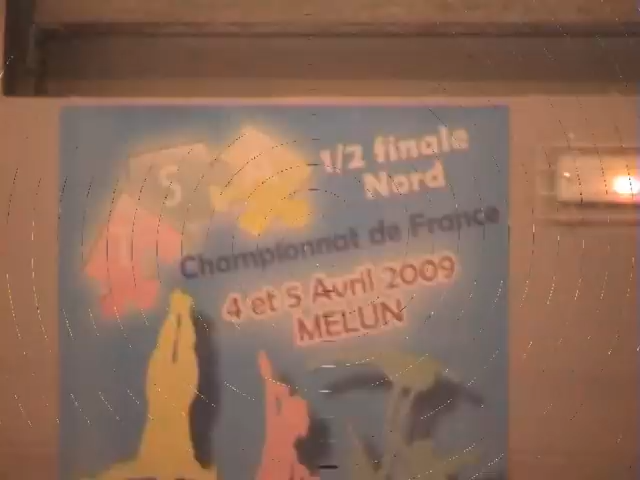 1/2 finale
Nord
Championnat de France
4 et 5 Avril 2009
MELUN